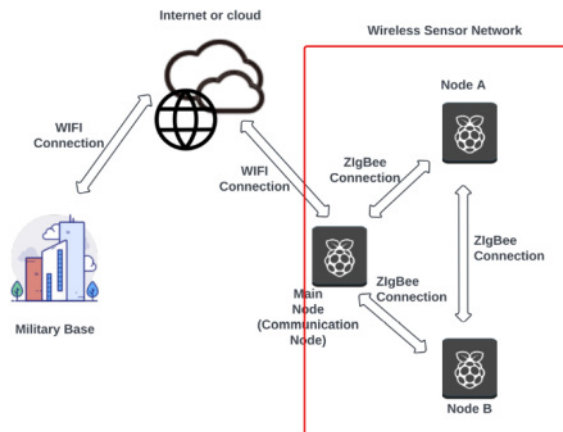 Internet or cloud
Wireless Sensor Network
Node A
WIFI
Connection
WIFI
Connection
ZIgBee
Connection
ZIgBee
Connection
ZIgBee
Connection
Main
Node
(Communication
Node)
Military Base
Node B